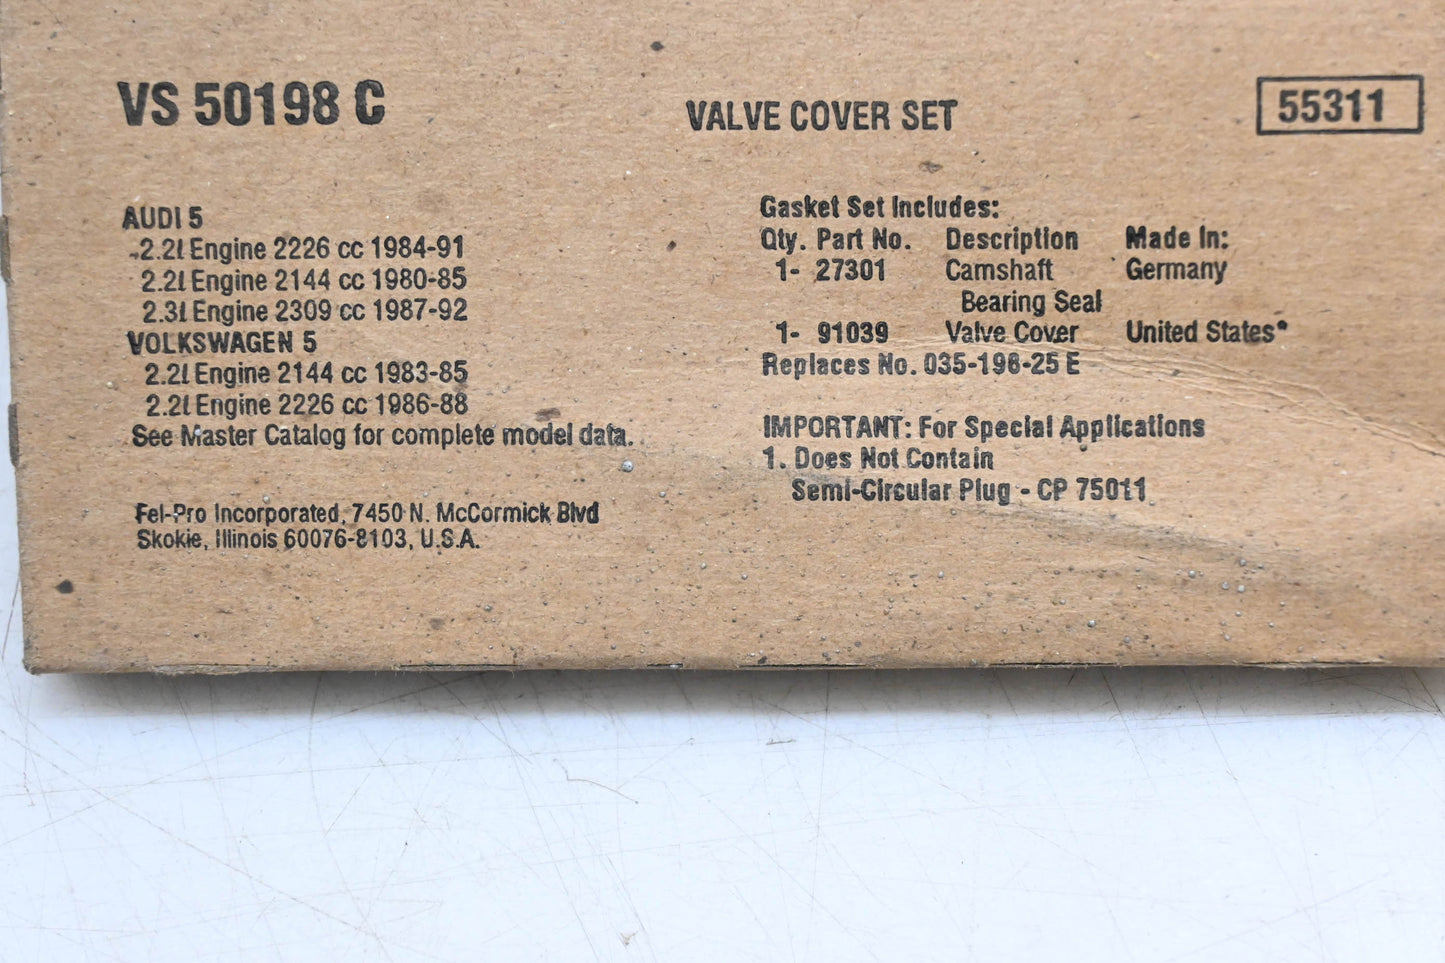 VS 50198 C
VALVE COVER SET
55311
AUDI 5
2.2l Engine 2226 cc 1984-91
2.2l Engine 2144 cc 1980-85
2.3l Engine 2309 cc 1987-92
VOLKSWAGEN 5
2.2l Engine 2144 cc 1983-85
2.2l Engine 2226 cc 1986-88
See Master Catalog for complete model data.
Fel-Pro Incorporated, 7450 N. McCormick Blvd
Skokie, Illinois 60076-8103, U.S.A.
Gasket Set Includes:
Qty. Part No. Description Made In:
1- 27301 Camshaft Germany
Bearing Seal
1- 91039 Valve Cover United States*
Replaces No. 035-198-25 E
IMPORTANT: For Special Applications
1. Does Not Contain
Semi-Circular Plug - CP 75011